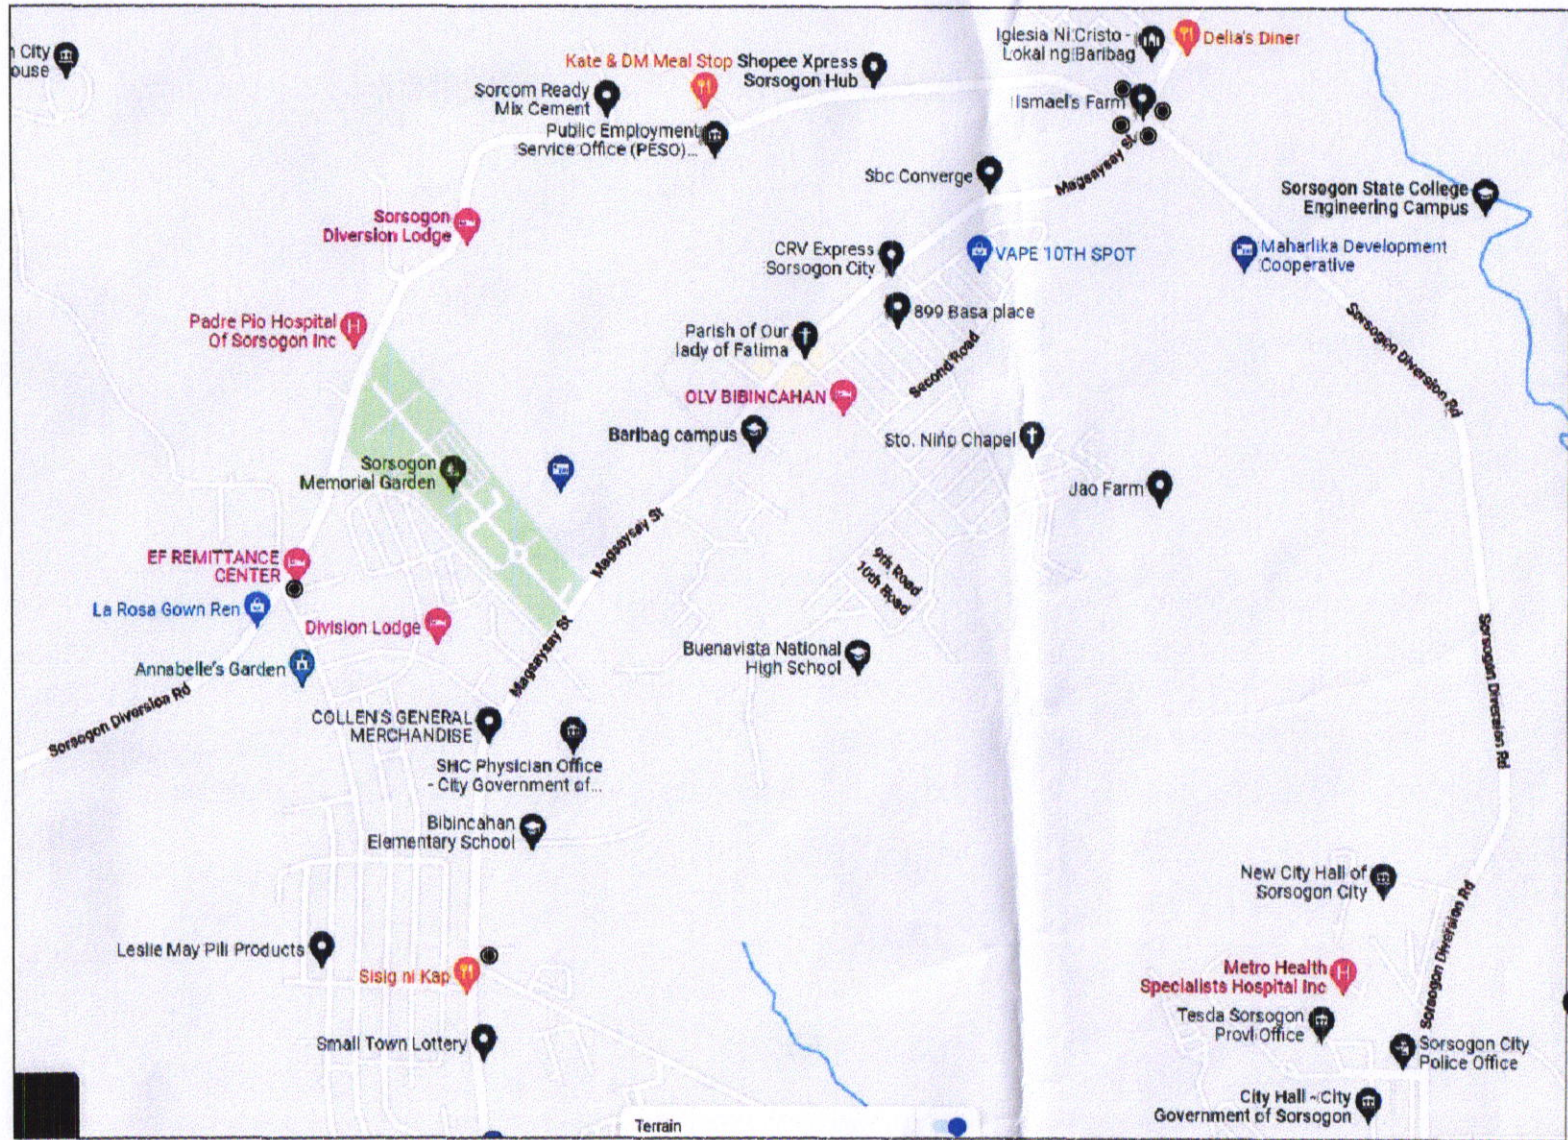 City
ouse
Kate & DM Meal Stop
Shopee Xpress
Sorsogon Hub
Iglesia Ni Cristo -
Lokal ng Baribag
Delia's Diner
Sorcom Ready
Mix Cement
Ismael's Farm
Public Employment
Service Office (PESO)...
Magsaysay St
Sbc Converge
Sorsogon State College
Engineering Campus
Sorsogon
Diversion Lodge
CRV Express
Sorsogon City
VAPE 10TH SPOT
Maharlika Development
Cooperative
Padre Pio Hospital
Of Sorsogon Inc
899 Basa place
Parish of Our
lady of Fatima
Second Road
Sorsogon Diversion Rd
OLV BIBINCAHAN
Baribag campus
Sto. Niño Chapel
Sorsogon
Memorial Garden
Jao Farm
Magsaysay St
EF REMITTANCE
CENTER
9th Road
10th Road
La Rosa Gown Ren
Division Lodge
Magsaysay St
Buenavista National
High School
Annabelle's Garden
Sorsogon Diversion Rd
Sorsogon Diversion Rd
COLLEN'S GENERAL
MERCHANDISE
SHC Physician Office
- City Government of...
Bibincahan
Elementary School
New City Hall of
Sorsogon City
Leslie May Pili Products
Sisig ni Kap
Sorsogon Diversion Rd
Metro Health
Specialists Hospital Inc
Tesda Sorsogon
Provl Office
Small Town Lottery
Sorsogon City
Police Office
City Hall - City
Government of Sorsogon
Terrain